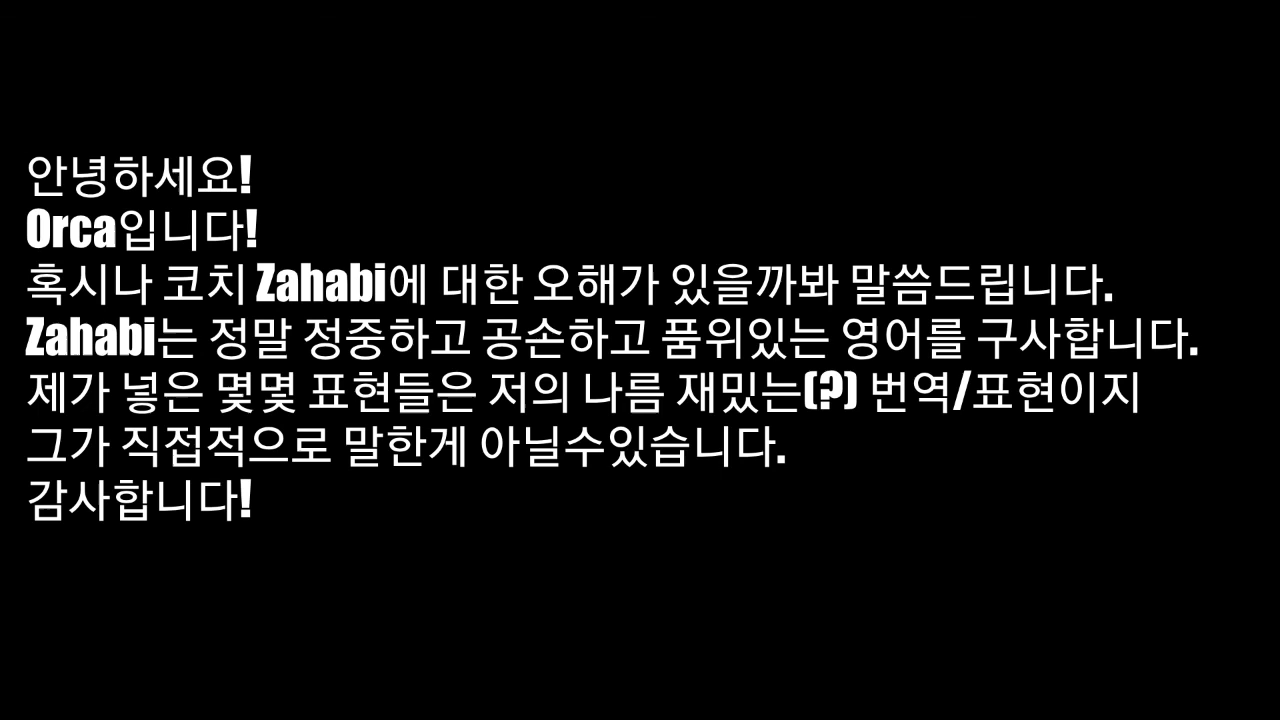 안녕하세요!
Orca입니다!
혹시나 코치 Zahabi에 대한 오해가 있을까봐 말씀드립니다.
Zahabi는 정말 정중하고 공손하고 품위있는 영어를 구사합니다.
제가 넣은 몇몇 표현들은 저의 나름 재밌는(?) 번역/표현이지
그가 직접적으로 말한게 아닐수있습니다.
감사합니다!